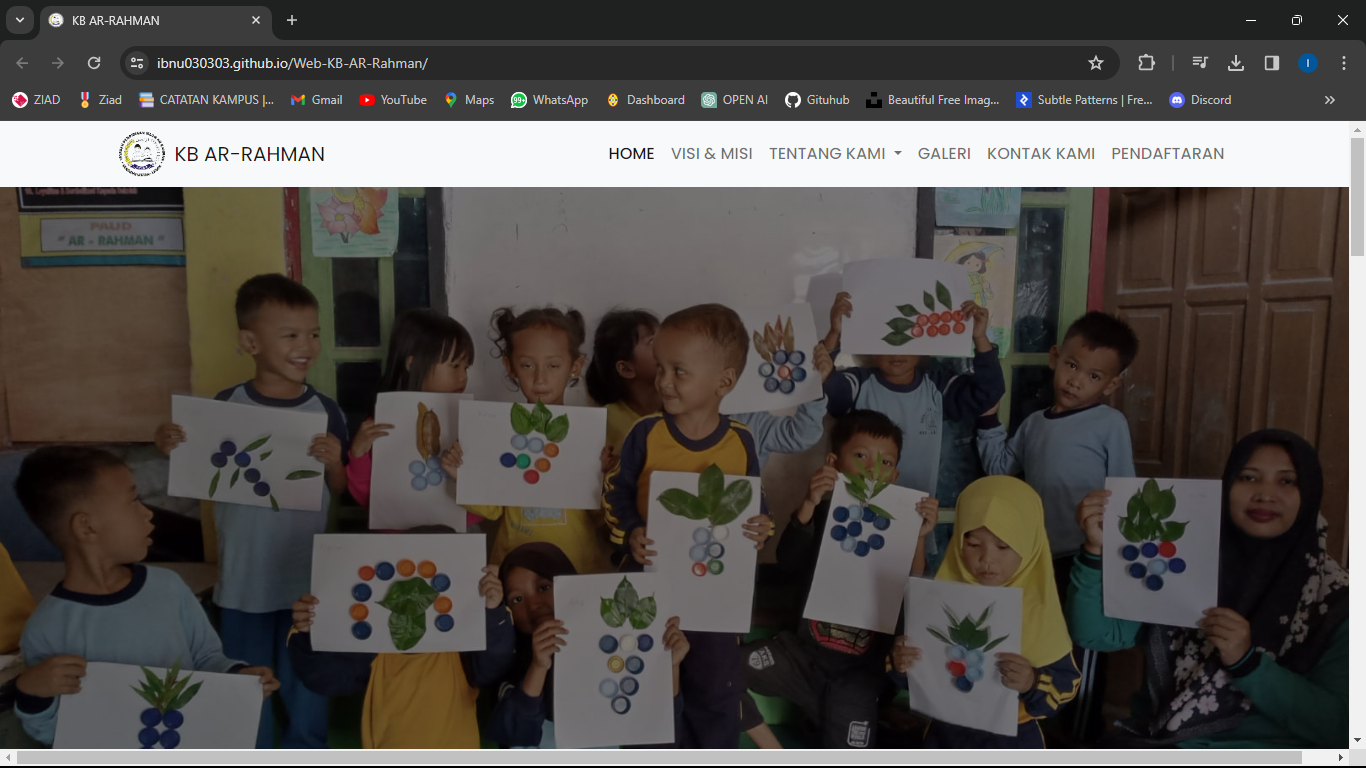 KB AR-RAHMAN
ibnu030303.github.io/Web-KB-AR-Rahman/
ZIAD
Ziad
CATATAN KAMPUS |...
Gmail
YouTube
Maps
99+
WhatsApp
Dashboard
OPEN AI
Gituhub
Beautiful Free Imag...
Subtle Patterns | Fre...
Discord
I
KB AR-RAHMAN
HOME
VISI & MISI
TENTANG KAMI
GALERI
KONTAK KAMI
PENDAFTARAN
PAUD
" AR - RAHMAN "